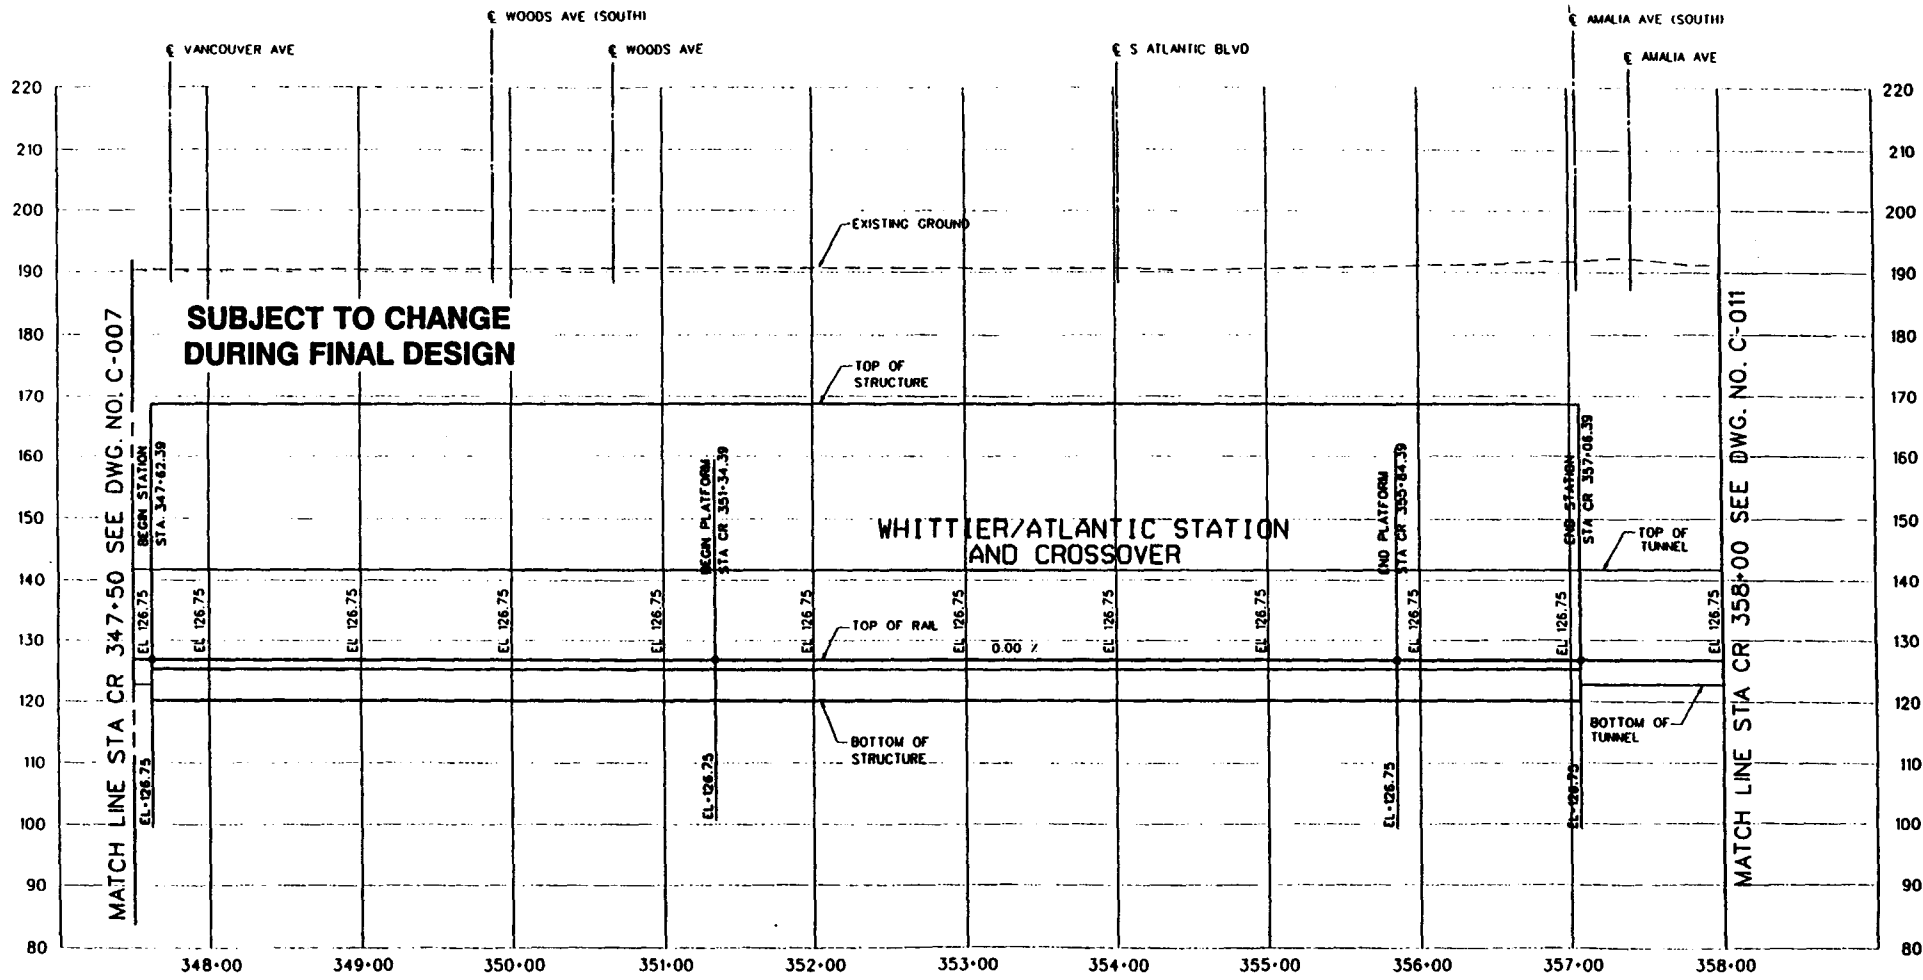 ℄ WOODS AVE (SOUTH)
℄ AMALIA AVE (SOUTH)
℄ VANCOUVER AVE
℄ WOODS AVE
℄ S ATLANTIC BLVD
℄ AMALIA AVE
220
220
210
210
200
200
EXISTING GROUND
190
190
SUBJECT TO CHANGE
DURING FINAL DESIGN
180
180
TOP OF
STRUCTURE
170
170
160
160
150
150
140
140
130
130
120
120
110
110
100
100
90
90
80
80
MATCH LINE STA CR 347+50 SEE DWG. NO. C-007
BEGIN STATION
STA. 347+62.39
BEGIN PLATFORM
STA CR 351+34.39
WHITTIER/ATLANTIC STATION
AND CROSSOVER
END PLATFORM
STA CR 355+84.39
END STATION
STA CR 357+06.39
TOP OF
TUNNEL
MATCH LINE STA CR 358+00 SEE DWG. NO. C-011
EL 126.75
EL 126.75
EL 126.75
EL 126.75
EL 126.75
EL 126.75
EL 126.75
EL 126.75
EL 126.75
EL 126.75
EL 126.75
EL 126.75
TOP OF RAIL
0.00 %
BOTTOM OF
STRUCTURE
BOTTOM OF
TUNNEL
EL=126.75
EL=126.75
EL=126.75
EL=126.75
348+00
349+00
350+00
351+00
352+00
353+00
354+00
355+00
356+00
357+00
358+00